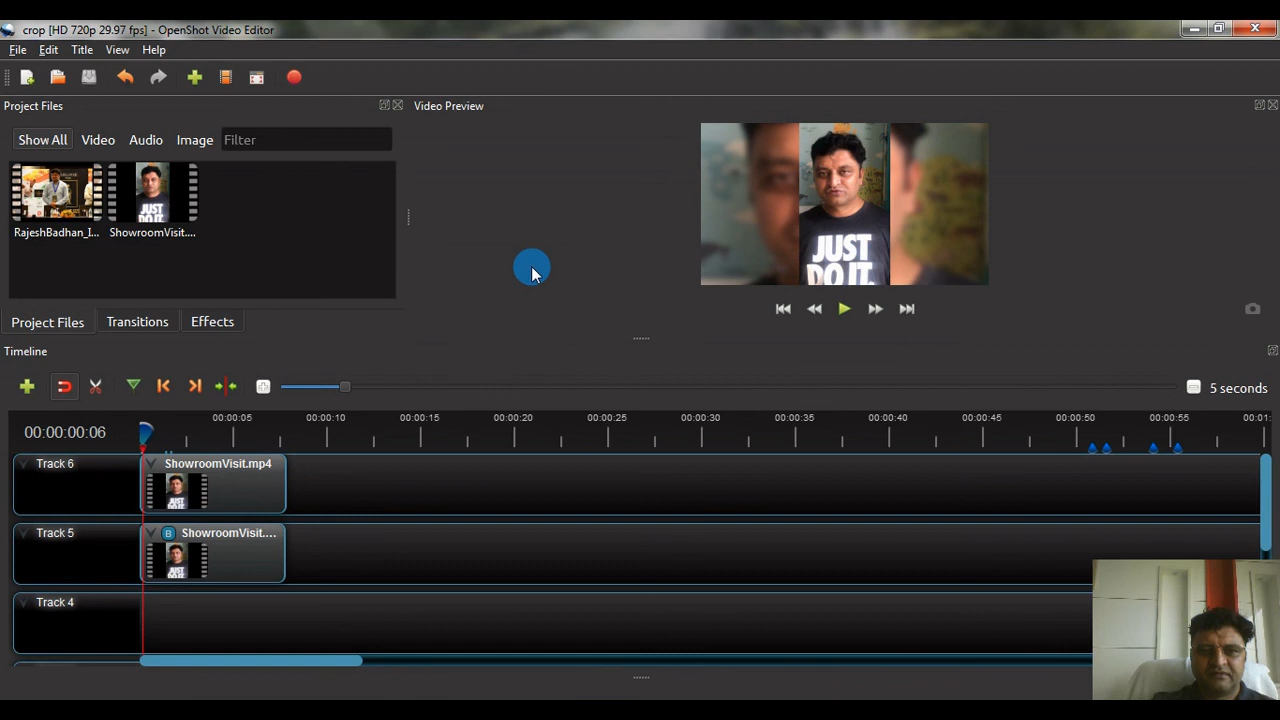 crop [HD 720p 29.97 fps] - OpenShot Video Editor
File Edit Title View Help
Project Files
Video Preview
Show All Video Audio Image Filter
RajeshBadhan_I... ShowroomVisit....
JUST
DO IT.
Project Files Transitions Effects
Timeline
5 seconds
00:00:00:06
00:00:05 00:00:10 00:00:15 00:00:20 00:00:25 00:00:30 00:00:35 00:00:40 00:00:45 00:00:50 00:00:55 00:01:
Track 6
ShowroomVisit.mp4
Track 5
B ShowroomVisit....
Track 4